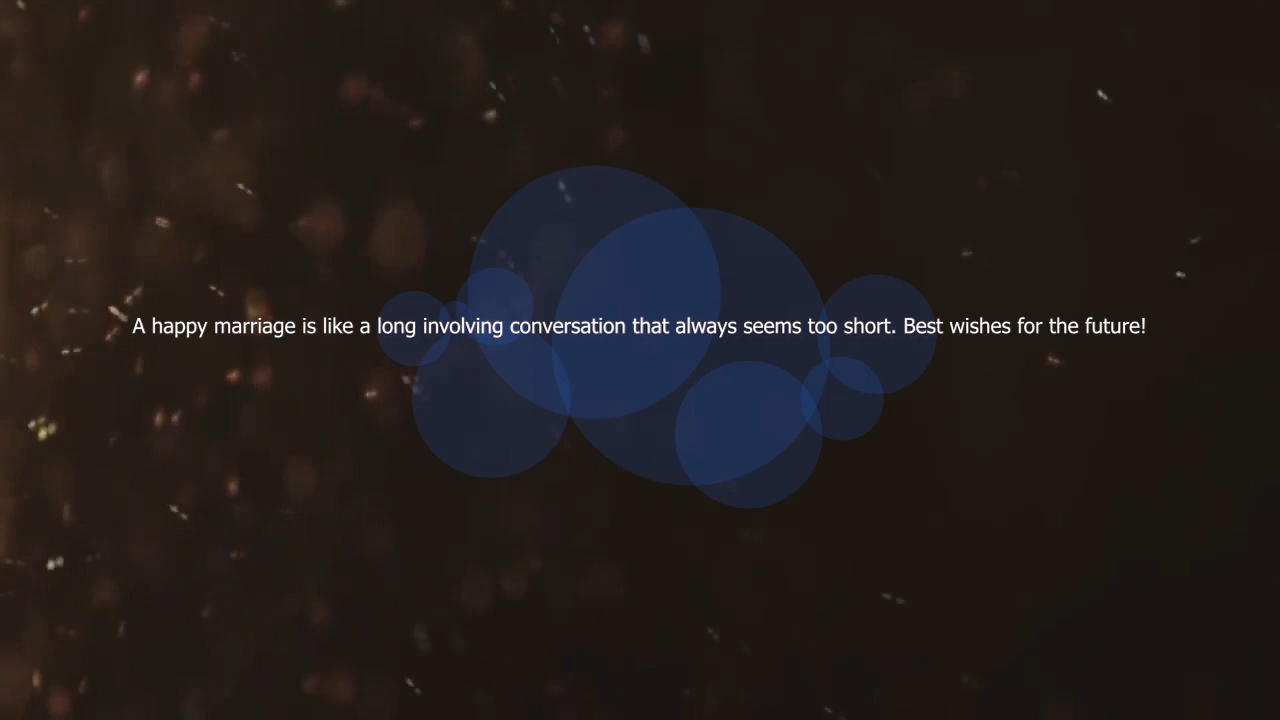 A happy marriage is like a long involving conversation that always seems too short. Best wishes for the future!